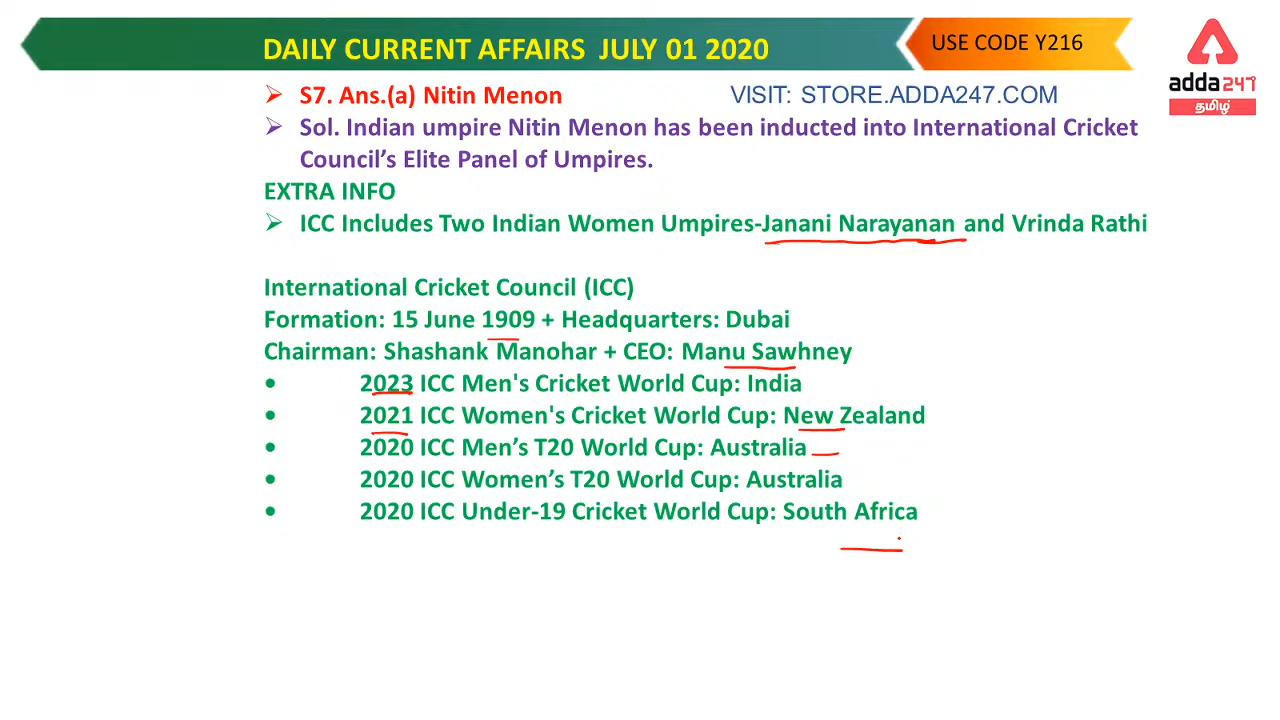 DAILY CURRENT AFFAIRS JULY 01 2020
USE CODE Y216
adda247
தமிழ்
➢ S7. Ans.(a) Nitin Menon
VISIT: STORE.ADDA247.COM
➢ Sol. Indian umpire Nitin Menon has been inducted into International Cricket
Council’s Elite Panel of Umpires.
EXTRA INFO
➢ ICC Includes Two Indian Women Umpires-Janani Narayanan and Vrinda Rathi
International Cricket Council (ICC)
Formation: 15 June 1909 + Headquarters: Dubai
Chairman: Shashank Manohar + CEO: Manu Sawhney
• 2023 ICC Men's Cricket World Cup: India
• 2021 ICC Women's Cricket World Cup: New Zealand
• 2020 ICC Men’s T20 World Cup: Australia
• 2020 ICC Women’s T20 World Cup: Australia
• 2020 ICC Under-19 Cricket World Cup: South Africa